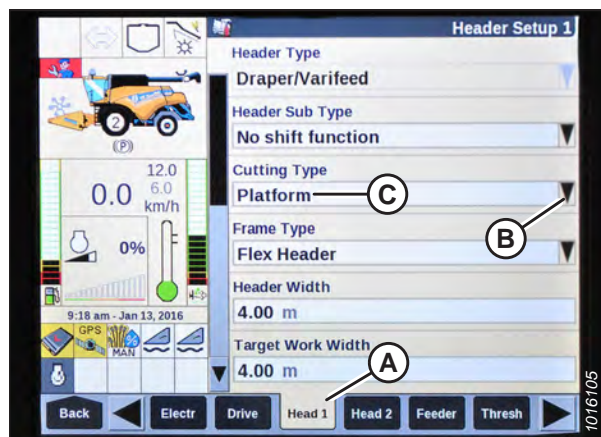 Header Setup 1
Header Type
Draper/Varifeed
Header Sub Type
No shift function
Cutting Type
Platform
C
B
Frame Type
Flex Header
Header Width
4.00 m
Target Work Width
4.00 m
A
2
(P)
0.0
12.0
6.0
km/h
0%
9:18 am - Jan 13, 2016
GPS
MAN
Back
Electr
Drive
Head 1
Head 2
Feeder
Thresh
1016105